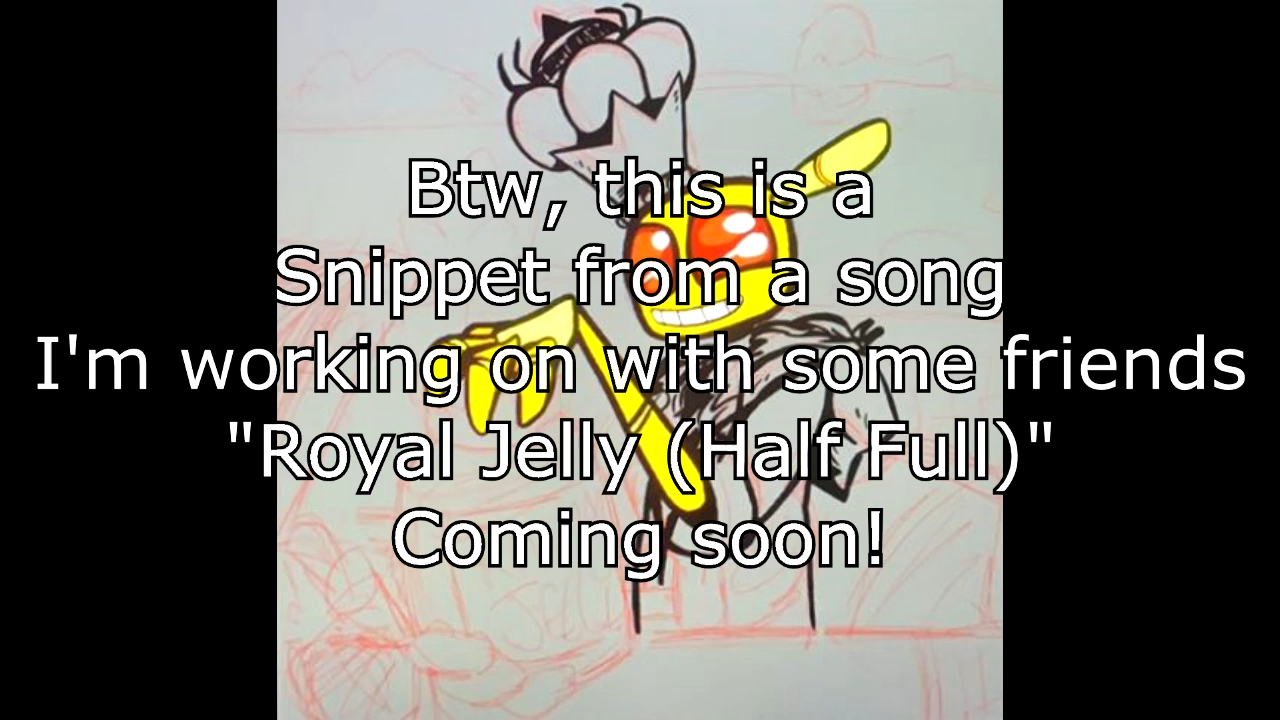 Btw, this is a
Snippet from a song
I'm working on with some friends
"Royal Jelly (Half Full)"
Coming soon!